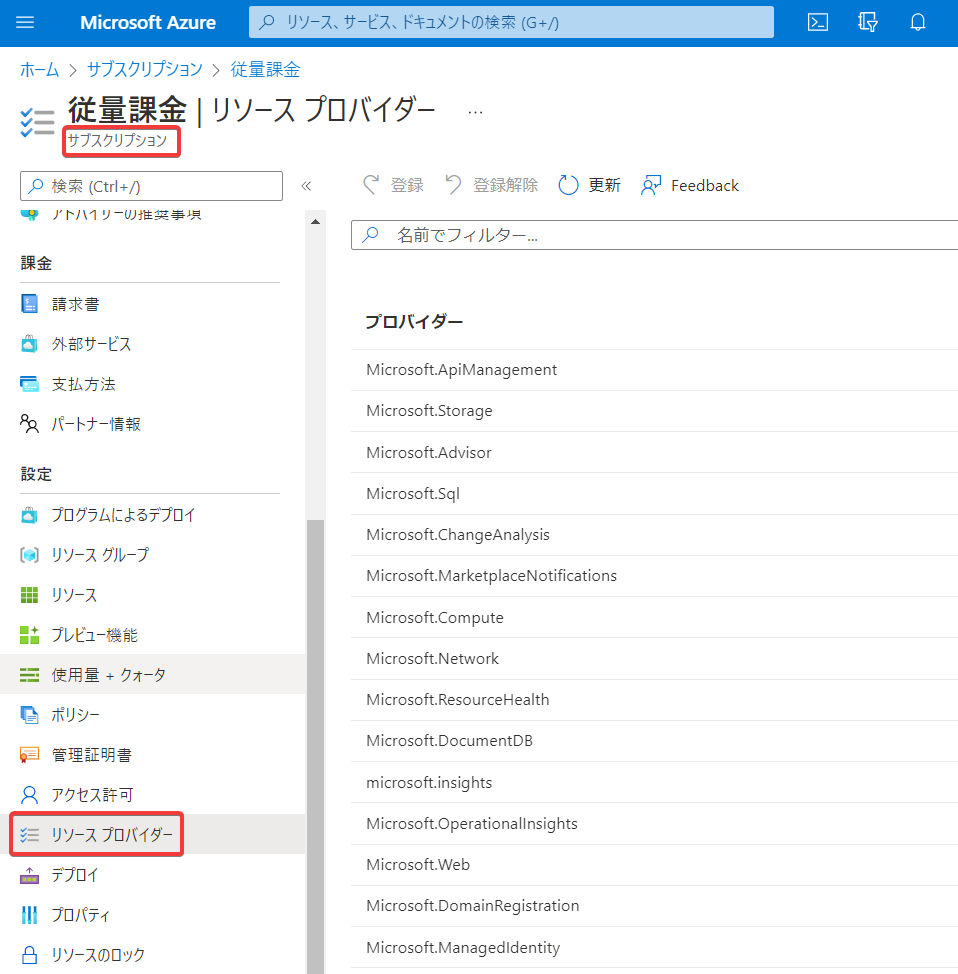 Microsoft Azure
リソース、サービス、ドキュメントの検索 (G+/)
ホーム > サブスクリプション > 従量課金
従量課金 | リソース プロバイダー ...
サブスクリプション
検索 (Ctrl+/)
«
登録
登録解除
更新
Feedback
アドバイザーの推奨事項
課金
請求書
外部サービス
支払方法
パートナー情報
設定
プログラムによるデプロイ
リソース グループ
リソース
プレビュー機能
使用量 + クォータ
ポリシー
管理証明書
アクセス許可
リソース プロバイダー
デプロイ
プロパティ
リソースのロック
名前でフィルター...
プロバイダー
Microsoft.ApiManagement
Microsoft.Storage
Microsoft.Advisor
Microsoft.Sql
Microsoft.ChangeAnalysis
Microsoft.MarketplaceNotifications
Microsoft.Compute
Microsoft.Network
Microsoft.ResourceHealth
Microsoft.DocumentDB
microsoft.insights
Microsoft.OperationalInsights
Microsoft.Web
Microsoft.DomainRegistration
Microsoft.ManagedIdentity